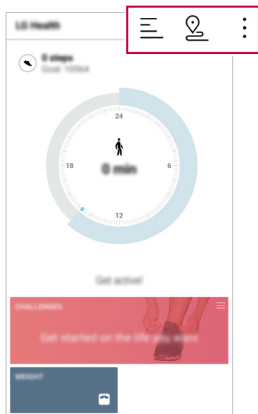 LG Health
0 steps
Goal: 10564
24
18
6
0 min
12
Get active!
CHALLENGES
Get started on the life you want
WEIGHT